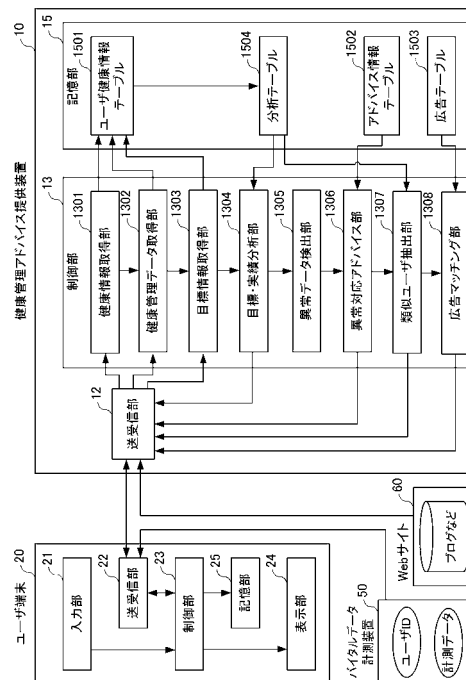 健康管理アドバイス提供装置
10
記憶部
15
ユーザ健康情報
テーブル
1501
分析テーブル
1504
アドバイス情報
テーブル
1502
広告テーブル
1503
制御部
13
健康情報取得部
1301
健康管理データ取得部
1302
目標情報取得部
1303
目標・実績分析部
1304
異常データ検出部
1305
異常対応アドバイス部
1306
類似ユーザ抽出部
1307
広告マッチング部
1308
送受信部
12
ユーザ端末
20
入力部
21
送受信部
22
制御部
23
記憶部
25
表示部
24
バイタルデータ
計測装置
50
ユーザID
計測データ
Webサイト
60
ブログなど